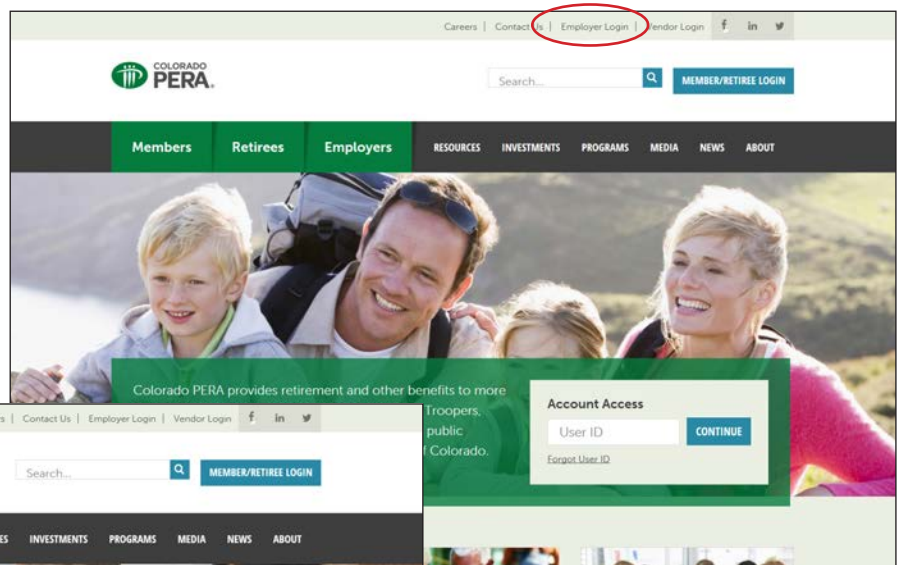 Careers | Contact Us | Employer Login | Vendor Login f in
COLORADO
PERA®
Search...
MEMBER/RETIREE LOGIN
Members Retirees Employers RESOURCES INVESTMENTS PROGRAMS MEDIA NEWS ABOUT
Colorado PERA provides retirement and other benefits to more
Troopers,
public
f Colorado.
Account Access
User ID
CONTINUE
Forgot User ID
s | Contact Us | Employer Login | Vendor Login f in
Search...
MEMBER/RETIREE LOGIN
ES INVESTMENTS PROGRAMS MEDIA NEWS ABOUT